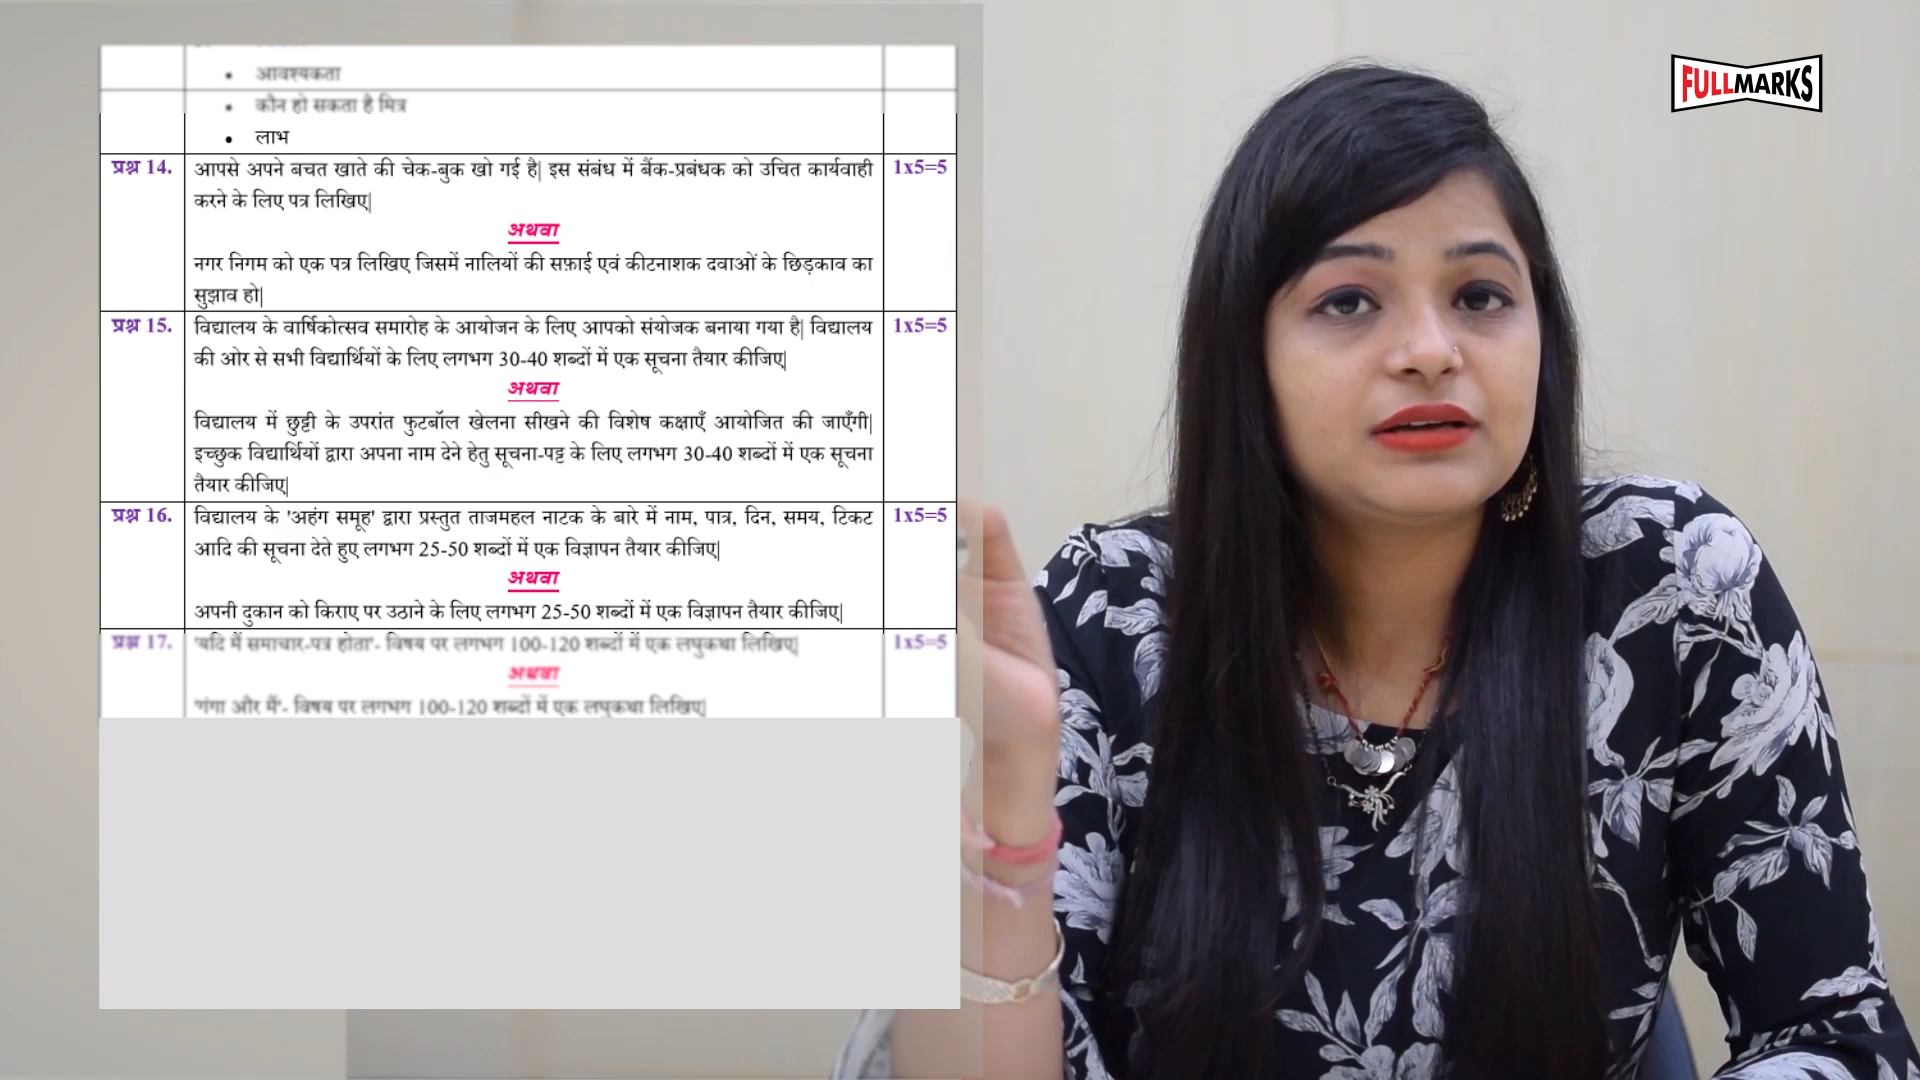 • आवश्यकता
• कौन हो सकता है मित्र
• लाभ
प्रश्न 14. आपसे अपने बचत खाते की चेक-बुक खो गई है| इस संबंध में बैंक-प्रबंधक को उचित कार्यवाही 1x5=5
करने के लिए पत्र लिखिए|
अथवा
नगर निगम को एक पत्र लिखिए जिसमें नालियों की सफ़ाई एवं कीटनाशक दवाओं के छिड़काव का
सुझाव हो|
प्रश्न 15. विद्यालय के वार्षिकोत्सव समारोह के आयोजन के लिए आपको संयोजक बनाया गया है| विद्यालय 1x5=5
की ओर से सभी विद्यार्थियों के लिए लगभग 30-40 शब्दों में एक सूचना तैयार कीजिए|
अथवा
विद्यालय में छुट्टी के उपरांत फुटबॉल खेलना सीखने की विशेष कक्षाएँ आयोजित की जाएँगी|
इच्छुक विद्यार्थियों द्वारा अपना नाम देने हेतु सूचना-पट्ट के लिए लगभग 30-40 शब्दों में एक सूचना
तैयार कीजिए|
प्रश्न 16. विद्यालय के 'अहंग समूह' द्वारा प्रस्तुत ताजमहल नाटक के बारे में नाम, पात्र, दिन, समय, टिकट 1x5=5
आदि की सूचना देते हुए लगभग 25-50 शब्दों में एक विज्ञापन तैयार कीजिए|
अथवा
अपनी दुकान को किराए पर उठाने के लिए लगभग 25-50 शब्दों में एक विज्ञापन तैयार कीजिए|
प्रश्न 17. 'यदि मैं समाचार-पत्र होता'- विषय पर लगभग 100-120 शब्दों में एक लघुकथा लिखिए| 1x5=5
अथवा
'गंगा और मैं'- विषय पर लगभग 100-120 शब्दों में एक लघुकथा लिखिए|
FULLMARKS